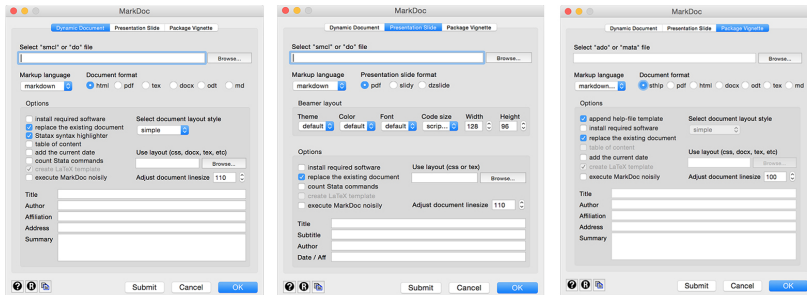 MarkDoc
Dynamic Document Presentation Slide Package Vignette
Select "smcl" or "do" file
Browse...
Markup language Document format
markdown html pdf tex docx odt md
Options
install required software Select document layout style
replace the existing document simple
Statax syntax highlighter
table of content
add the current date Use layout (css, docx, tex, etc)
count Stata commands Browse...
create LaTeX template
execute MarkDoc noisily Adjust document linesize 110
Title
Author
Affiliation
Address
Summary
Submit Cancel OK
MarkDoc
Dynamic Document Presentation Slide Package Vignette
Select "smcl" or "do" file
Browse...
Markup language Presentation slide format
markdown pdf slidy dzslide
Beamer layout
Theme Color Font Code size Width Height
default default default scrip... 128 96
Options
install required software Use layout (css or tex)
replace the existing document Browse...
count Stata commands
create LaTeX template
execute MarkDoc noisily Adjust document linesize 110
Title
Subtitle
Author
Date / Aff
Submit Cancel OK
MarkDoc
Dynamic Document Presentation Slide Package Vignette
Select "ado" or "mata" file
Browse...
Markup language Document format
markdown... sthlp pdf html docx odt tex md
Options
append help-file template Select document layout style
install required software simple
replace the existing document
table of content
add the current date Use layout (css, docx, tex, etc)
create LaTeX template Browse...
execute MarkDoc noisily Adjust document linesize 100
Title
Author
Affiliation
Address
Summary
Submit Cancel OK